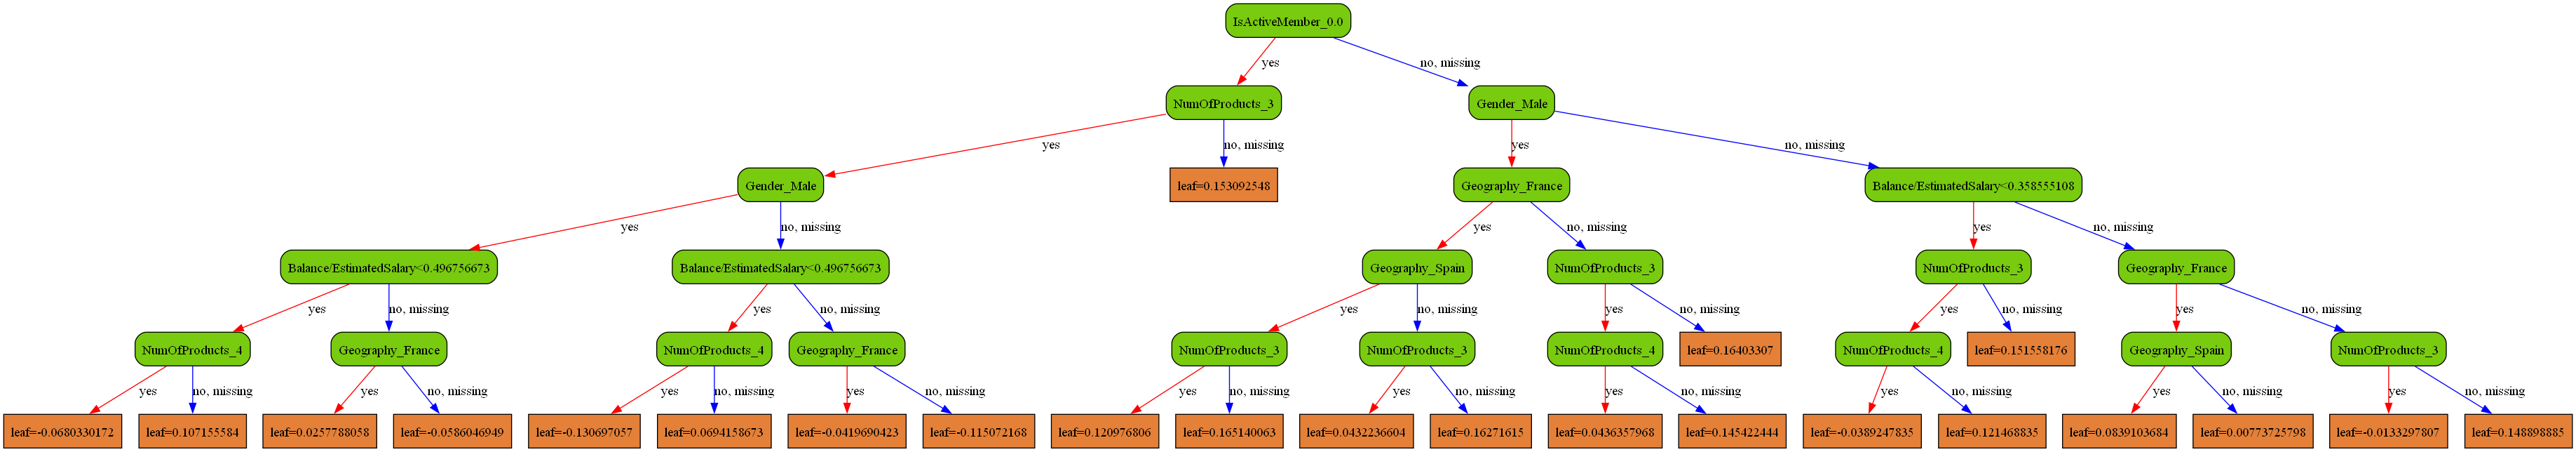 IsActiveMember_0.0
yes
no, missing
NumOfProducts_3
Gender_Male
yes
no, missing
yes
no, missing
Gender_Male
leaf=0.153092548
Geography_France
Balance/EstimatedSalary<0.358555108
yes
no, missing
yes
no, missing
yes
no, missing
Balance/EstimatedSalary<0.496756673
Balance/EstimatedSalary<0.496756673
Geography_Spain
NumOfProducts_3
NumOfProducts_3
Geography_France
yes
no, missing
yes
no, missing
yes
no, missing
yes
no, missing
yes
no, missing
yes
no, missing
NumOfProducts_4
Geography_France
NumOfProducts_4
Geography_France
NumOfProducts_3
NumOfProducts_3
NumOfProducts_4
leaf=0.16403307
NumOfProducts_4
leaf=0.151558176
Geography_Spain
NumOfProducts_3
yes
no, missing
yes
no, missing
yes
no, missing
yes
no, missing
yes
no, missing
yes
no, missing
yes
no, missing
yes
no, missing
yes
no, missing
yes
no, missing
leaf=-0.0680330172
leaf=0.107155584
leaf=0.0257788058
leaf=-0.0586046949
leaf=-0.130697057
leaf=0.0694158673
leaf=-0.0419690423
leaf=-0.115072168
leaf=0.120976806
leaf=0.165140063
leaf=0.0432236604
leaf=0.16271615
leaf=0.0436357968
leaf=0.145422444
leaf=-0.0389247835
leaf=0.121468835
leaf=0.0839103684
leaf=0.00773725798
leaf=-0.0133297807
leaf=0.148898885